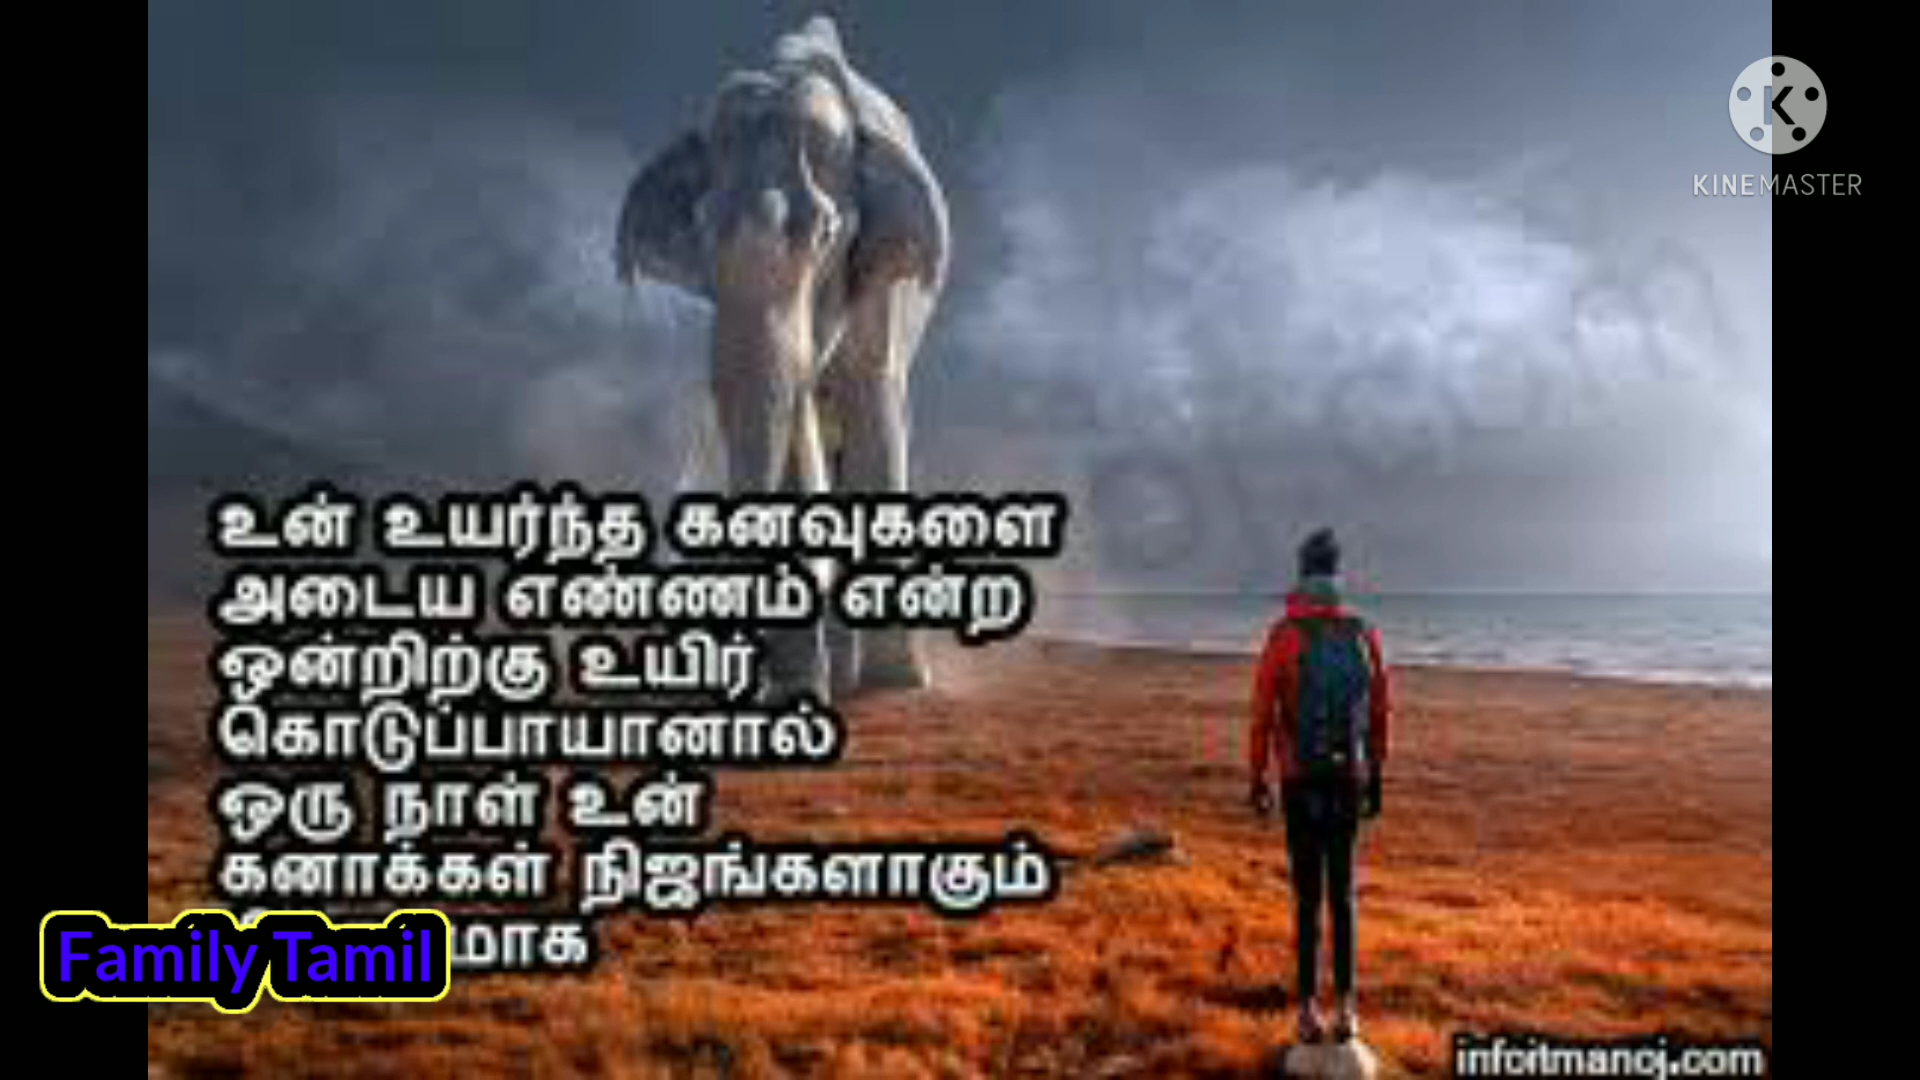 KINEMASTER
உன் உயர்ந்த கனவுகளை
அடைய எண்ணம் என்ற
ஒன்றிற்கு உயிர்
கொடுப்பாயானால்
ஒரு நாள் உன்
கனாக்கள் நிஜங்களாகும்
Family Tamil
infoitmanoj.com